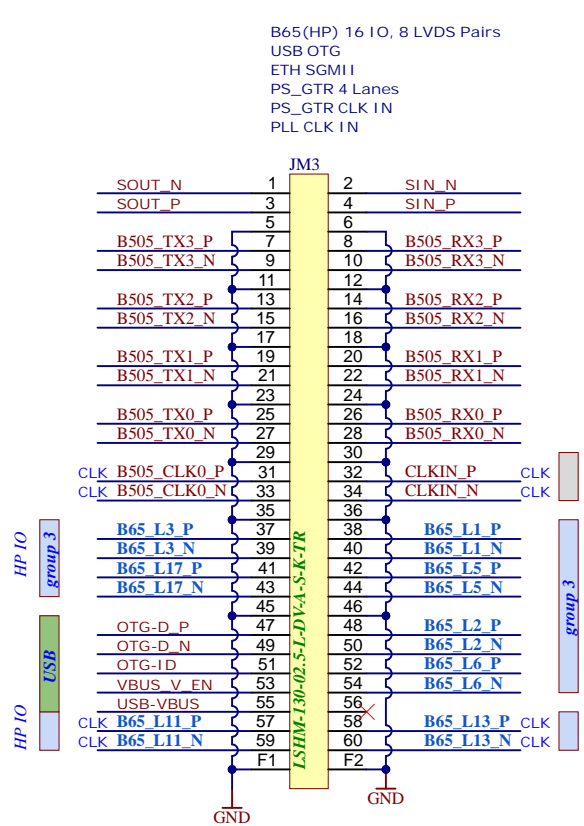 B65(HP) 16 IO, 8 LVDS Pairs
USB OTG
ETH SGMII
PS_GTR 4 Lanes
PS_GTR CLK IN
PLL CLK IN
JM3
SOUT_N 1 2 SIN_N
SOUT_P 3 4 SIN_P
5 6
B505_TX3_P 7 8 B505_RX3_P
B505_TX3_N 9 10 B505_RX3_N
11 12
B505_TX2_P 13 14 B505_RX2_P
B505_TX2_N 15 16 B505_RX2_N
17 18
B505_TX1_P 19 20 B505_RX1_P
B505_TX1_N 21 22 B505_RX1_N
23 24
B505_TX0_P 25 26 B505_RX0_P
B505_TX0_N 27 28 B505_RX0_N
29 30
CLK B505_CLK0_P 31 32 CLKIN_P CLK
CLK B505_CLK0_N 33 34 CLKIN_N CLK
35 36
B65_L3_P 37 38 B65_L1_P
B65_L3_N 39 40 B65_L1_N
B65_L17_P 41 42 B65_L5_P
B65_L17_N 43 44 B65_L5_N
45 46
OTG-D_P 47 48 B65_L2_P
OTG-D_N 49 50 B65_L2_N
OTG-ID 51 52 B65_L6_P
VBUS_V_EN 53 54 B65_L6_N
USB-VBUS 55 56
CLK B65_L11_P 57 58 B65_L13_P CLK
CLK B65_L11_N 59 60 B65_L13_N CLK
F1 F2
HP IO
group 3
USB
HP IO
LSHM-130-02.5-L-DV-A-S-K-TR
group 3
GND
GND